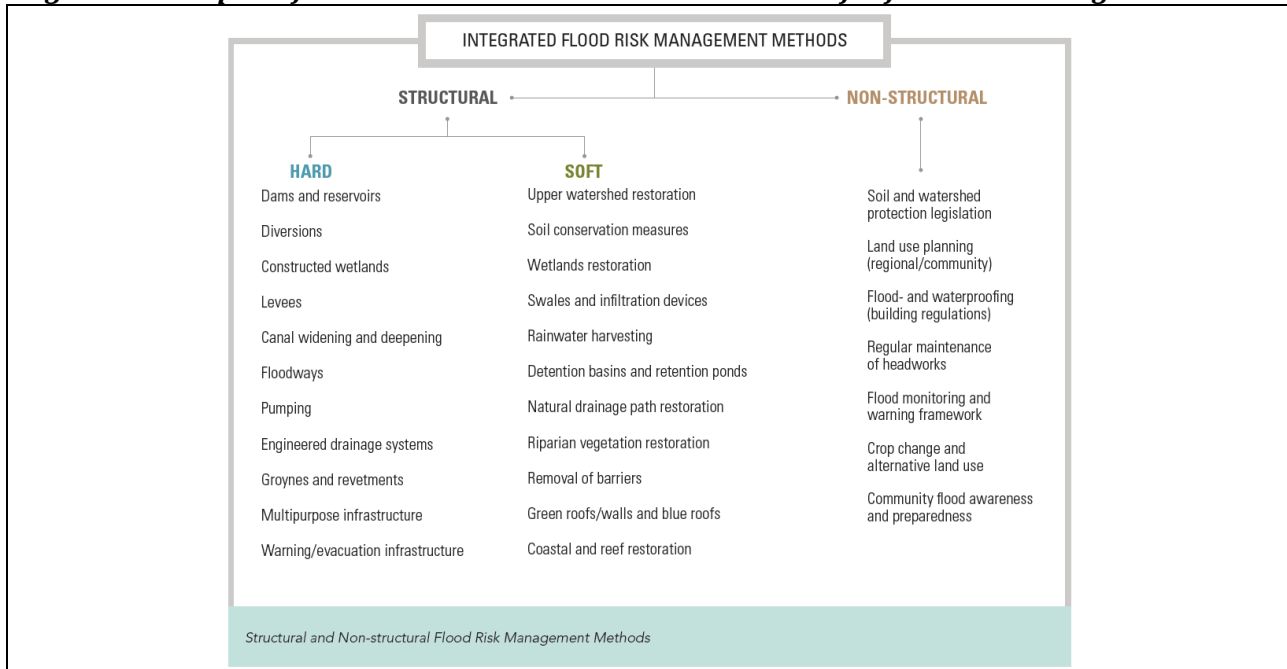 INTEGRATED FLOOD RISK MANAGEMENT METHODS
STRUCTURAL
NON-STRUCTURAL
HARD
Dams and reservoirs
Diversions
Constructed wetlands
Levees
Canal widening and deepening
Floodways
Pumping
Engineered drainage systems
Groynes and revetments
Multipurpose infrastructure
Warning/evacuation infrastructure
SOFT
Upper watershed restoration
Soil conservation measures
Wetlands restoration
Swales and infiltration devices
Rainwater harvesting
Detention basins and retention ponds
Natural drainage path restoration
Riparian vegetation restoration
Removal of barriers
Green roofs/walls and blue roofs
Coastal and reef restoration
Soil and watershed
protection legislation
Land use planning
(regional/community)
Flood- and waterproofing
(building regulations)
Regular maintenance
of headworks
Flood monitoring and
warning framework
Crop change and
alternative land use
Community flood awareness
and preparedness
Structural and Non-structural Flood Risk Management Methods